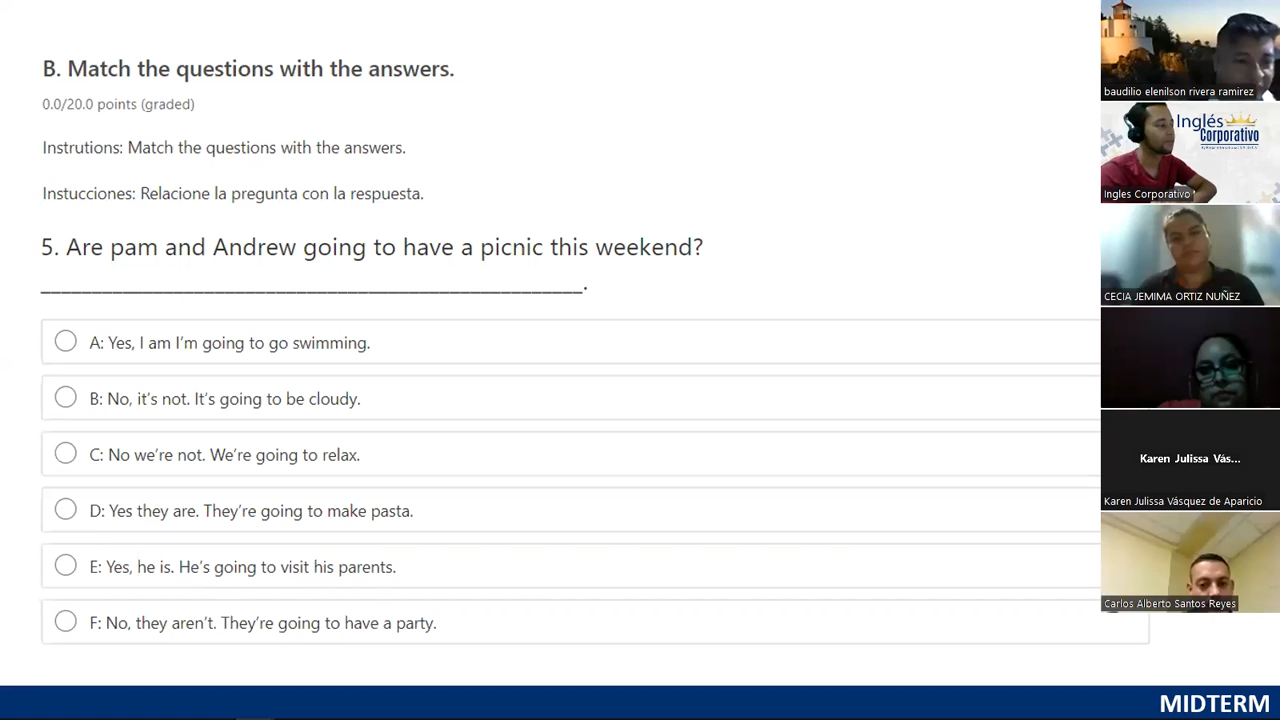 B. Match the questions with the answers.
0.0/20.0 points (graded)
Instrutions: Match the questions with the answers.
Instucciones: Relacione la pregunta con la respuesta.
5. Are pam and Andrew going to have a picnic this weekend?
______________________________________________________.
A: Yes, I am I’m going to go swimming.
B: No, it’s not. It’s going to be cloudy.
C: No we’re not. We’re going to relax.
D: Yes they are. They’re going to make pasta.
E: Yes, he is. He’s going to visit his parents.
F: No, they aren’t. They’re going to have a party.
MIDTERM
baudilio elenilson rivera ramirez
Inglés
Corporativo
Ingles Corporativo
CECIA JEMIMA ORTIZ NUÑEZ
Karen Julissa Vás...
Karen Julissa Vásquez de Aparicio
Carlos Alberto Santos Reyes